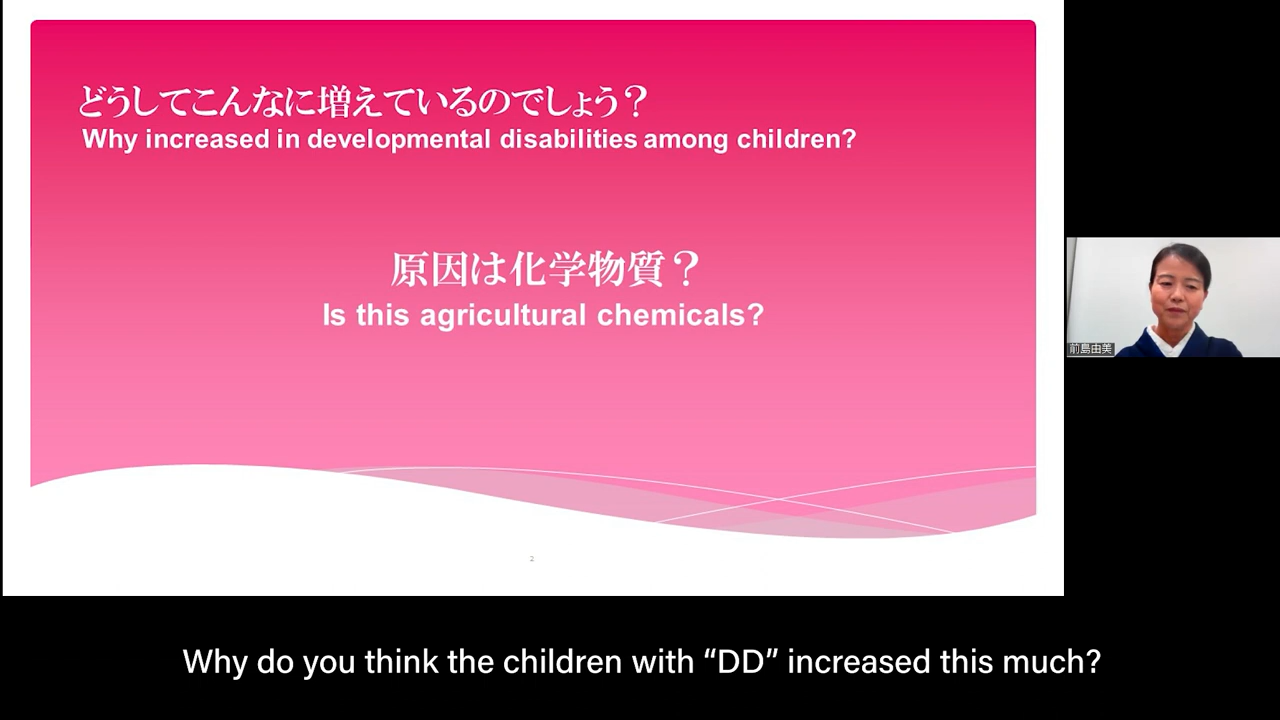 どうしてこんなに増えているのでしょう？
Why increased in developmental disabilities among children?
原因は化学物質？
Is this agricultural chemicals?
2
前島由美
Why do you think the children with “DD” increased this much?